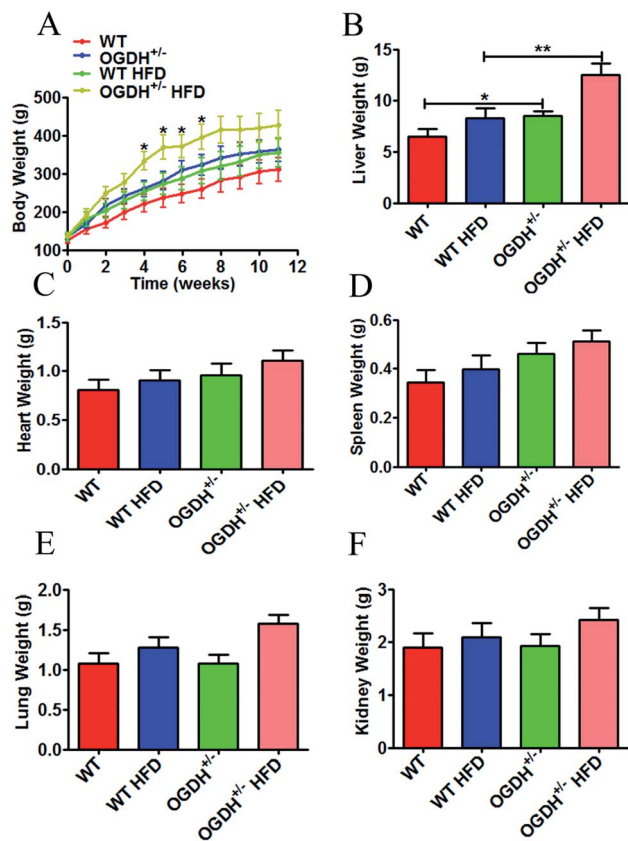 A
WT
OGDH+/-
WT HFD
OGDH+/- HFD
Body Weight (g)
500
400
300
200
100
* * * *
0 2 4 6 8 10 12
Time (weeks)
B
Liver Weight (g)
15
10
5
0
*
**
WT
WT HFD
OGDH+/-
OGDH+/- HFD
C
Heart Weight (g)
1.5
1.0
0.5
0.0
WT
WT HFD
OGDH+/-
OGDH+/- HFD
D
Spleen Weight (g)
0.6
0.4
0.2
0.0
WT
WT HFD
OGDH+/-
OGDH+/- HFD
E
Lung Weight (g)
2.0
1.5
1.0
0.5
0.0
WT
WT HFD
OGDH+/-
OGDH+/- HFD
F
Kidney Weight (g)
3
2
1
0
WT
WT HFD
OGDH+/-
OGDH+/- HFD